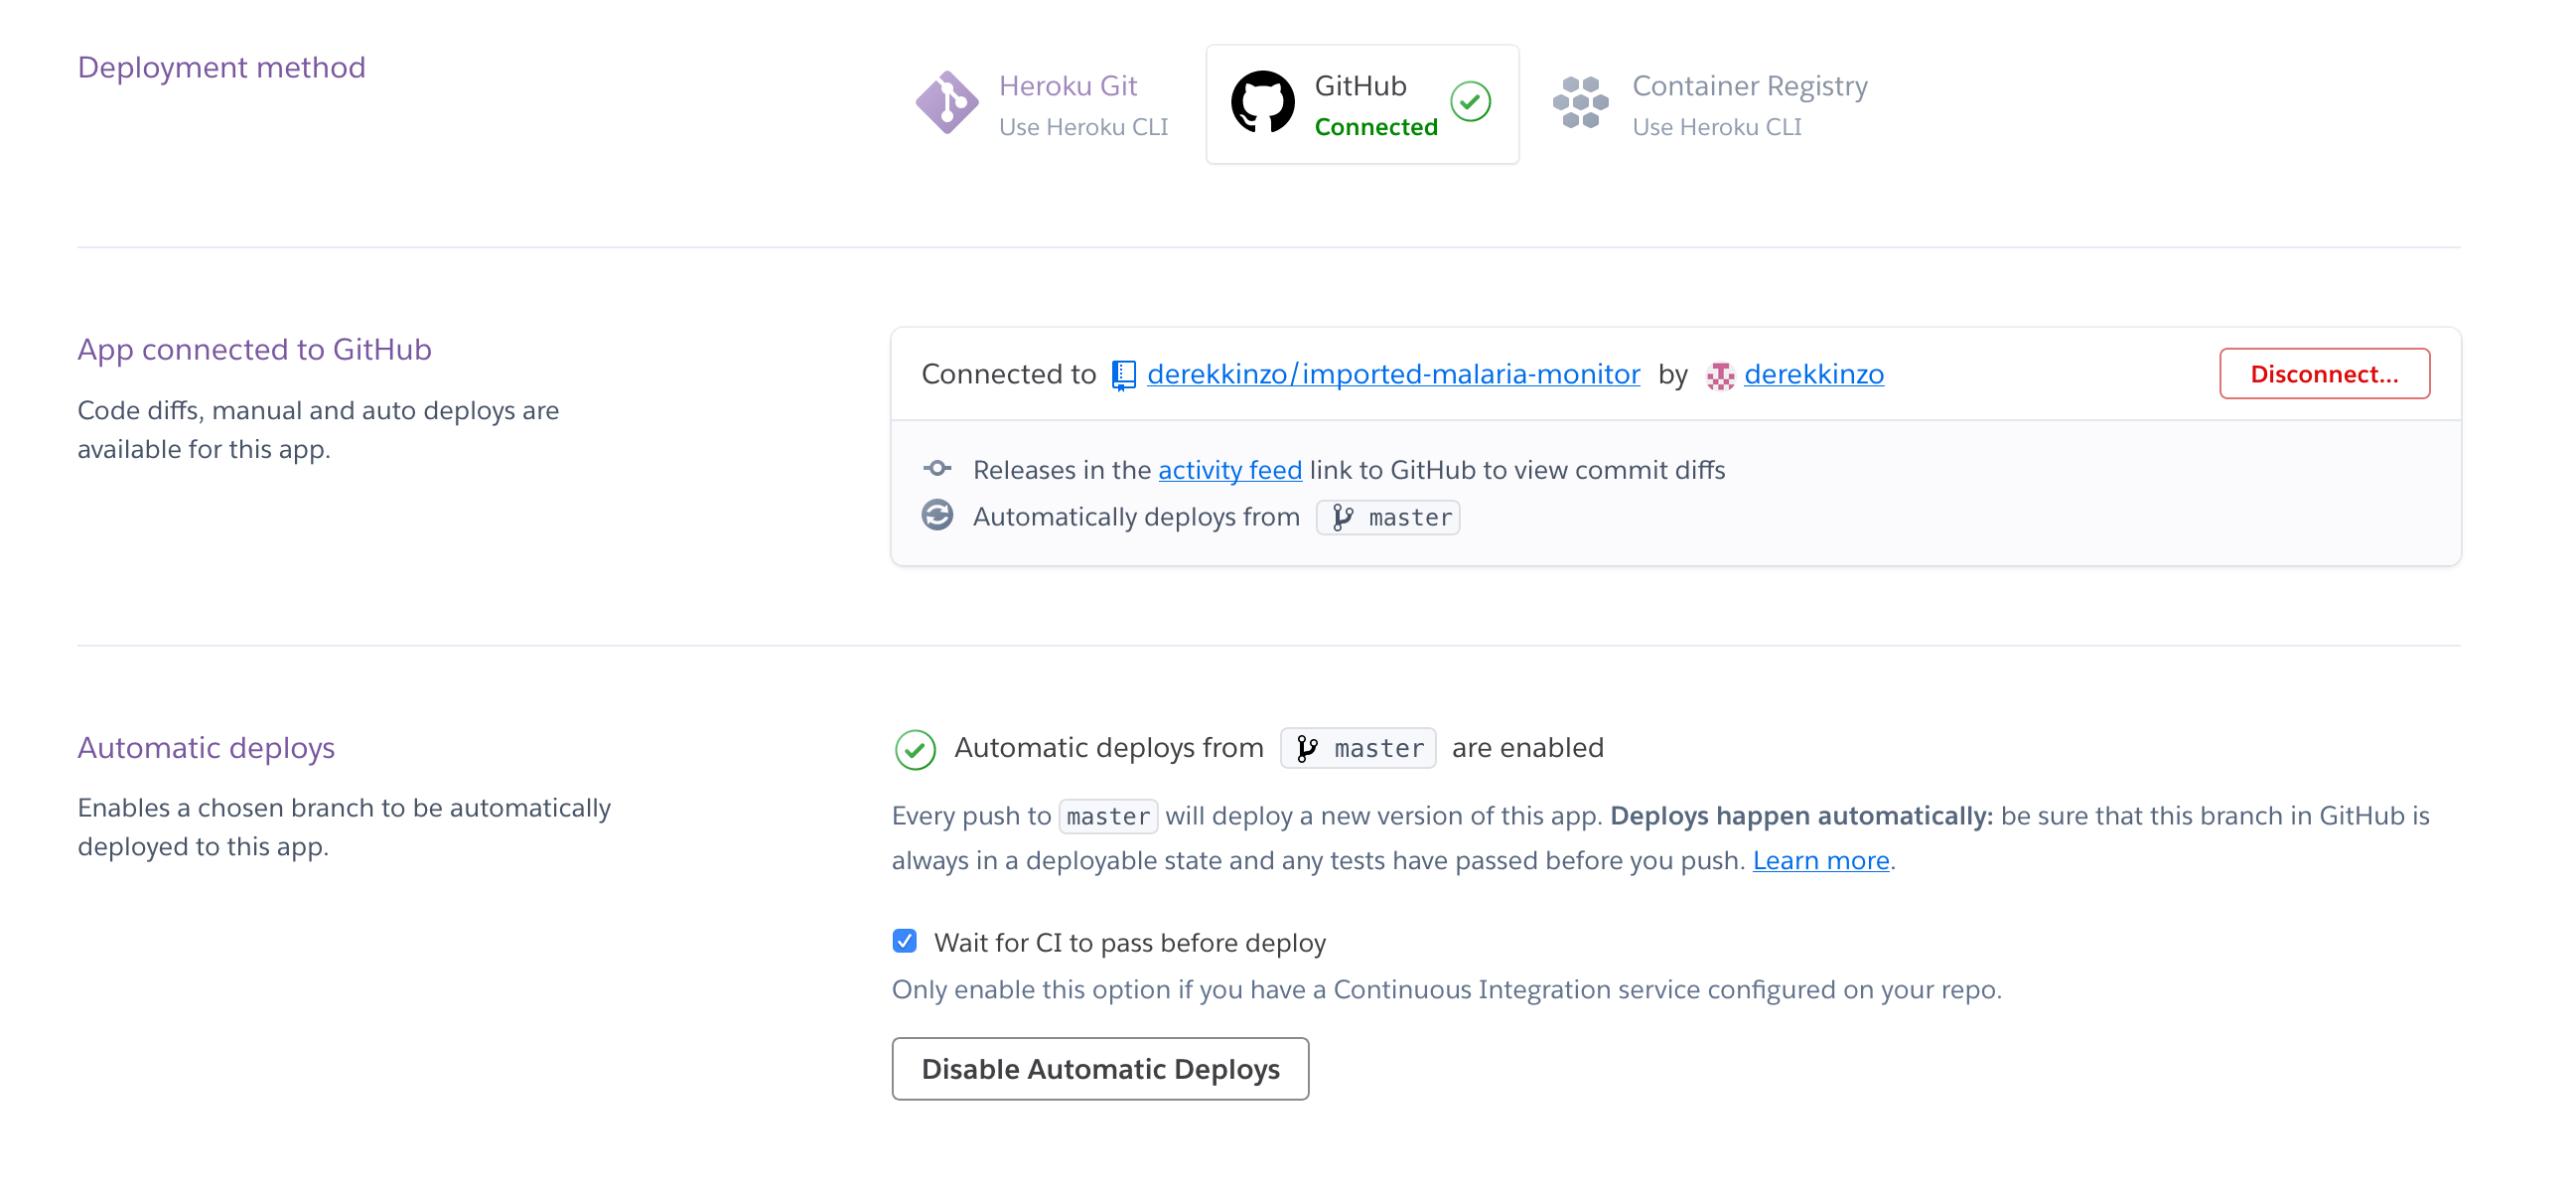 Deployment method
Heroku Git
Use Heroku CLI
GitHub
Connected
Container Registry
Use Heroku CLI
App connected to GitHub
Code diffs, manual and auto deploys are
available for this app.
Connected to derekkinzo/imported-malaria-monitor by derekkinzo
Disconnect...
Releases in the activity feed link to GitHub to view commit diffs
Automatically deploys from master
Automatic deploys
Enables a chosen branch to be automatically
deployed to this app.
Automatic deploys from master are enabled
Every push to master will deploy a new version of this app. Deploys happen automatically: be sure that this branch in GitHub is
always in a deployable state and any tests have passed before you push. Learn more.
Wait for CI to pass before deploy
Only enable this option if you have a Continuous Integration service configured on your repo.
Disable Automatic Deploys